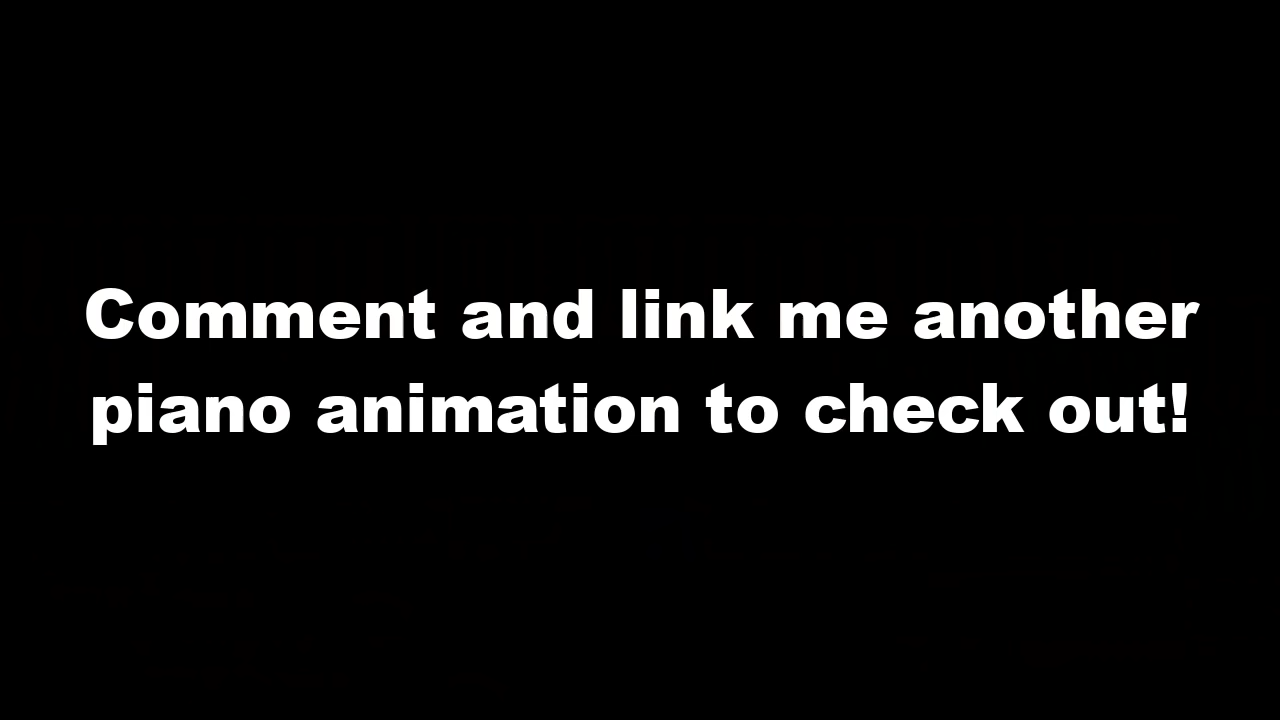 Comment and link me another
piano animation to check out!